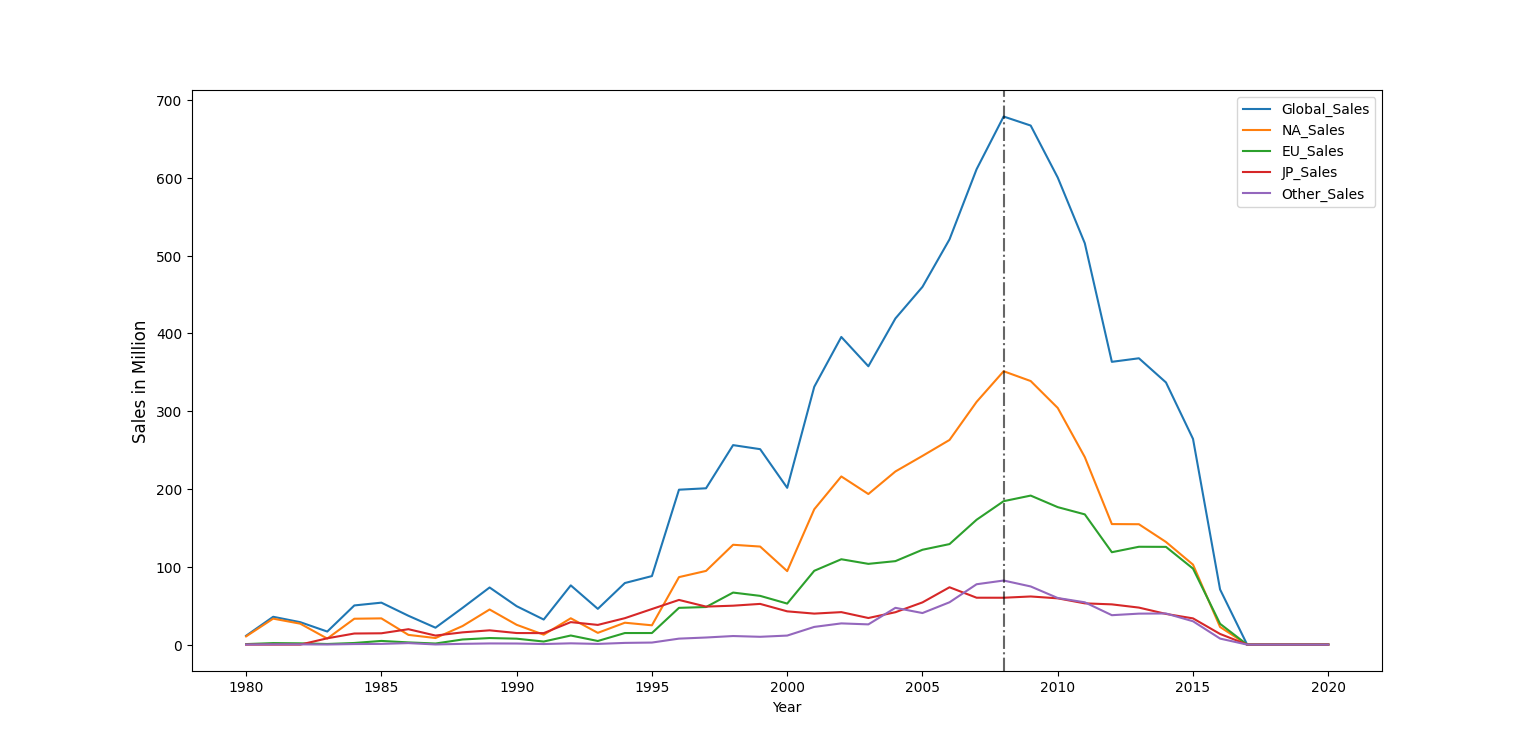 700
600
500
400
300
200
100
0
Sales in Million
1980 1985 1990 1995 2000 2005 2010 2015 2020
Year
Global_Sales
NA_Sales
EU_Sales
JP_Sales
Other_Sales